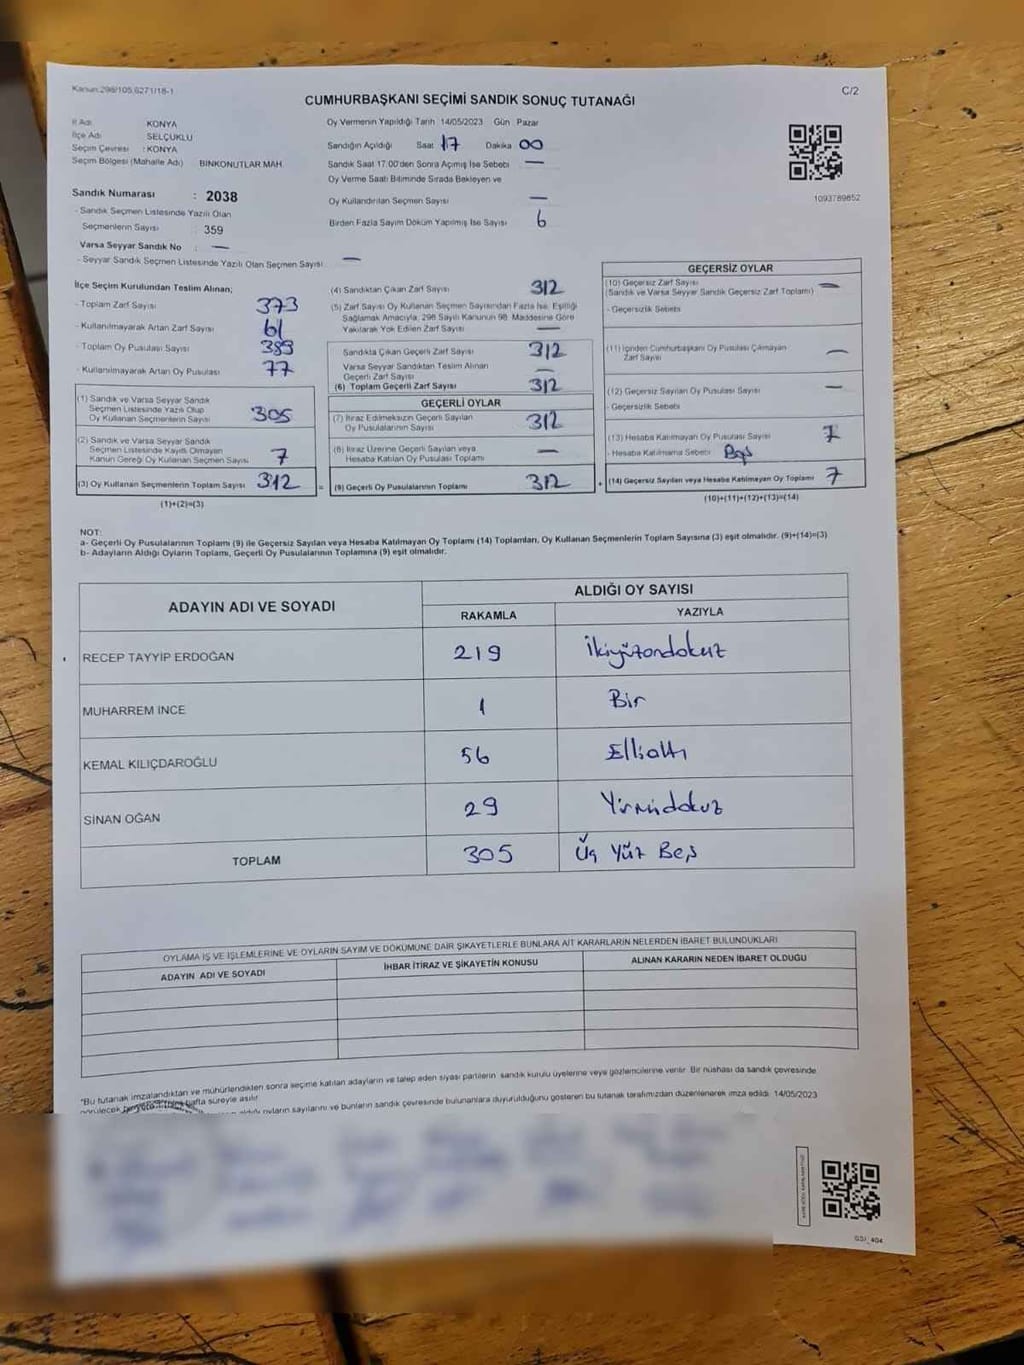 Kanun:298/105,6271/18-1
C/2
CUMHURBAŞKANI SEÇİMİ SANDIK SONUÇ TUTANAĞI
İl Adı KONYA
İlçe Adı SELÇUKLU
Seçim Çevresi : KONYA
Seçim Bölgesi (Mahalle Adı) BİNKONUTLAR MAH.
Sandık Numarası : 2038
- Sandık Seçmen Listesinde Yazılı Olan
Seçmenlerin Sayısı : 359
Varsa Seyyar Sandık No : —
- Seyyar Sandık Seçmen Listesinde Yazılı Olan Seçmen Sayısı: —
Oy Vermenin Yapıldığı Tarih 14/05/2023 Gün : Pazar
Sandığın Açıldığı Saat 17 Dakika 00
Sandık Saat 17.00'den Sonra Açılmış İse Sebebi —
Oy Verme Saati Bitiminde Sırada Bekleyen ve
Oy Kullandırılan Seçmen Sayısı —
Birden Fazla Sayım Döküm Yapılmış İse Sayısı 6
1093789852
İlçe Seçim Kurulundan Teslim Alınan;
- Toplam Zarf Sayısı 373
- Kullanılmayarak Artan Zarf Sayısı 61
- Toplam Oy Pusulası Sayısı 389
- Kullanılmayarak Artan Oy Pusulası 77
(1) Sandık ve Varsa Seyyar Sandık
Seçmen Listesinde Yazılı Olup
Oy Kullanan Seçmenlerin Sayısı 305
(2) Sandık ve Varsa Seyyar Sandık
Seçmen Listesinde Kayıtlı Olmayan
Kanun Gereği Oy Kullanan Seçmen Sayısı 7
(3) Oy Kullanan Seçmenlerin Toplam Sayısı 312
(1)+(2)=(3)
(4) Sandıktan Çıkan Zarf Sayısı 312
(5) Zarf Sayısı Oy Kullanan Seçmen Sayısından Fazla İse, Eşitliği
Sağlamak Amacıyla, 298 Sayılı Kanunun 98. Maddesine Göre
Yakılarak Yok Edilen Zarf Sayısı —
Sandıkta Çıkan Geçerli Zarf Sayısı 312
Varsa Seyyar Sandıktan Teslim Alınan
Geçerli Zarf Sayısı —
(6) Toplam Geçerli Zarf Sayısı 312
GEÇERLİ OYLAR
(7) İtiraz Edilmeksizin Geçerli Sayılan
Oy Pusulalarının Sayısı 312
(8) İtiraz Üzerine Geçerli Sayılan veya
Hesaba Katılan Oy Pusulası Toplamı —
= (9) Geçerli Oy Pusulalarının Toplamı 312 +
GEÇERSİZ OYLAR
(10) Geçersiz Zarf Sayısı —
(Sandık ve Varsa Seyyar Sandık Geçersiz Zarf Toplamı)
- Geçersizlik Sebebi
(11) İçinden Cumhurbaşkanı Oy Pusulası Çıkmayan
Zarf Sayısı —
(12) Geçersiz Sayılan Oy Pusulası Sayısı —
- Geçersizlik Sebebi
(13) Hesaba Katılmayan Oy Pusulası Sayısı 7
- Hesaba Katılmama Sebebi
(14) Geçersiz Sayılan veya Hesaba Katılmayan Oy Toplamı 7
(10)+(11)+(12)+(13)=(14)
NOT:
a- Geçerli Oy Pusulalarının Toplamı (9) ile Geçersiz Sayılan veya Hesaba Katılmayan Oy Toplamı (14) Toplamları, Oy Kullanan Seçmenlerin Toplam Sayısına (3) eşit olmalıdır. (9)+(14)=(3)
b- Adayların Aldığı Oyların Toplamı, Geçerli Oy Pusulalarının Toplamına (9) eşit olmalıdır.
ADAYIN ADI VE SOYADI ALDIĞI OY SAYISI
RAKAMLA YAZIYLA
RECEP TAYYİP ERDOĞAN 219 İkiyüzondokuz
MUHARREM İNCE 1 Bir
KEMAL KILIÇDAROĞLU 56 Ellialtı
SİNAN OĞAN 29 Yirmidokuz
TOPLAM 305 Üç Yüz Beş
OYLAMA İŞ VE İŞLEMLERİNE VE OYLARIN SAYIM VE DÖKÜMÜNE DAİR ŞİKAYETLERLE BUNLARA AİT KARARLARIN NELERDEN İBARET BULUNDUKLARI
ADAYIN ADI VE SOYADI İHBAR İTİRAZ VE ŞİKAYETİN KONUSU ALINAN KARARIN NEDEN İBARET OLDUĞU
"Bu tutanak imzalandıktan ve mühürlendikten sonra seçime katılan adayların ve talep eden siyasi partilerin sandık kurulu üyelerine veya gözlemcilerine verilir. Bir nüshası da sandık çevresinde
görülecek hafta süreyle asılır.
aldığı oyların sayılarını ve bunların sandık çevresinde bulunanlara duyurulduğunu gösteren bu tutanak tarafımızdan düzenlenerek imza edildi. 14/05/2023